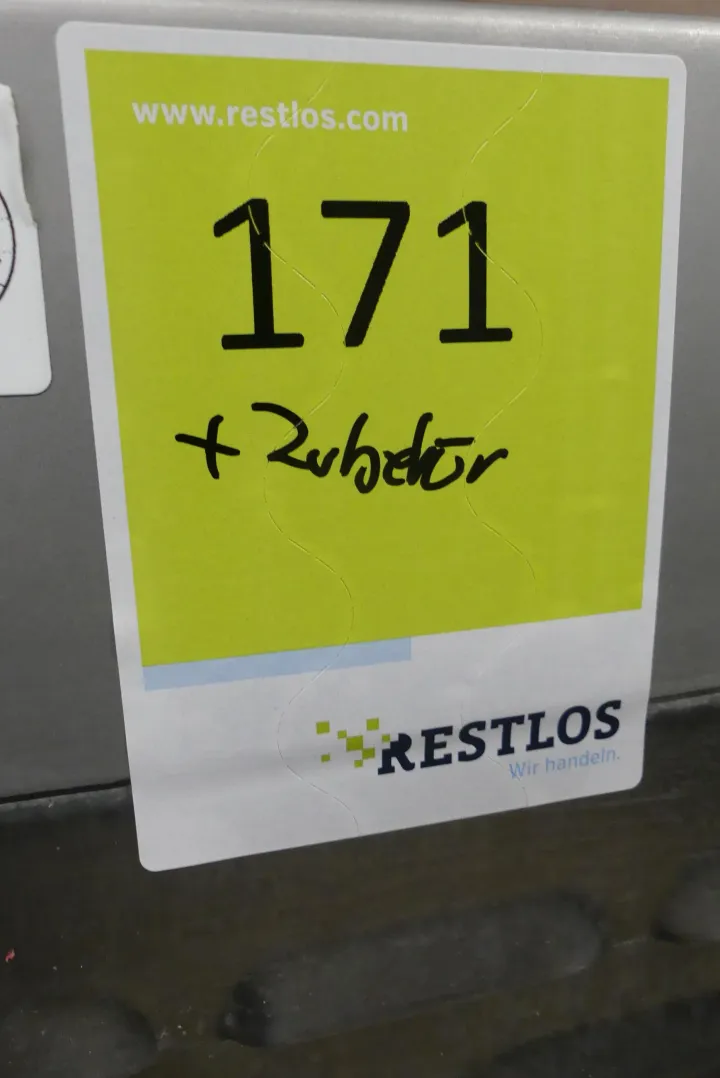 www.restlos.com
171
+ Zubehör
RESTLOS
Wir handeln.